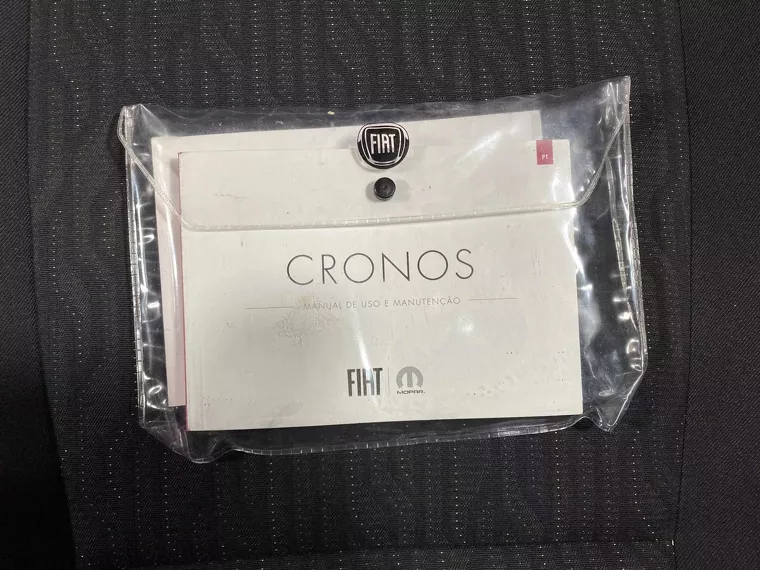 FIAT
PT
CRONOS
MANUAL DE USO E MANUTENÇÃO
FIAT
MOPAR